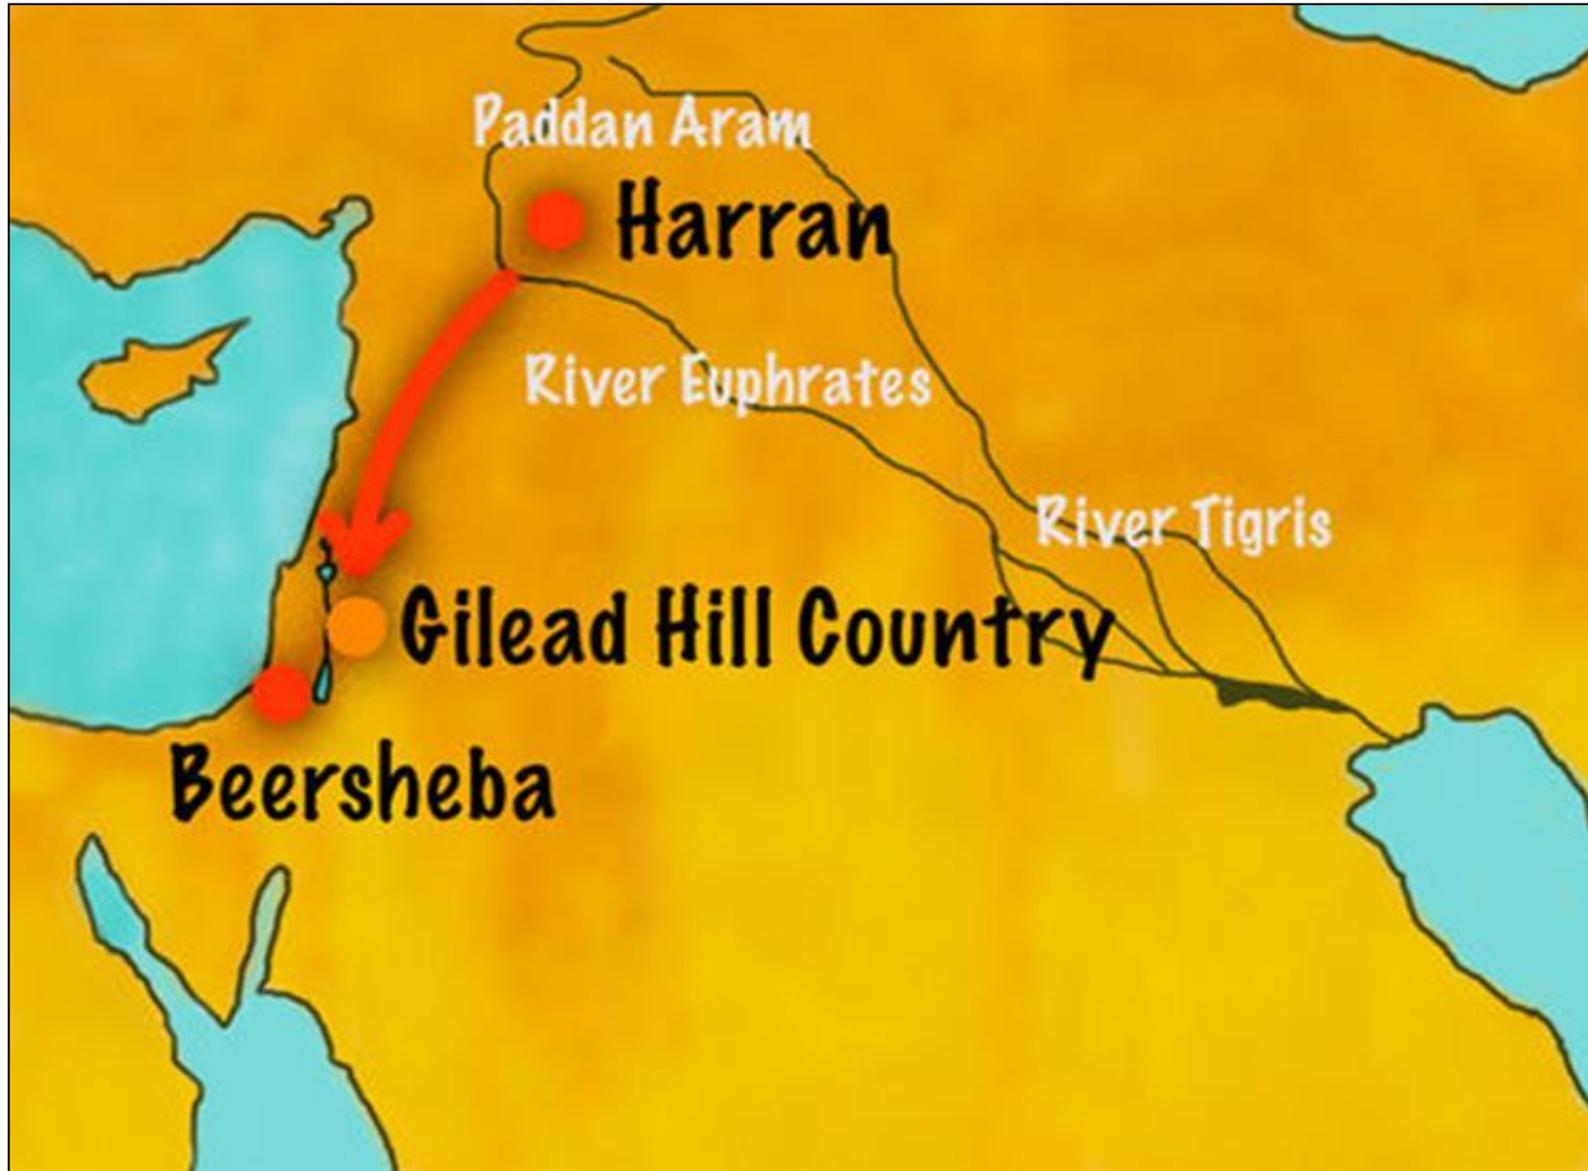 Paddan Aram
Harran
River Euphrates
River Tigris
Gilead Hill Country
Beersheba